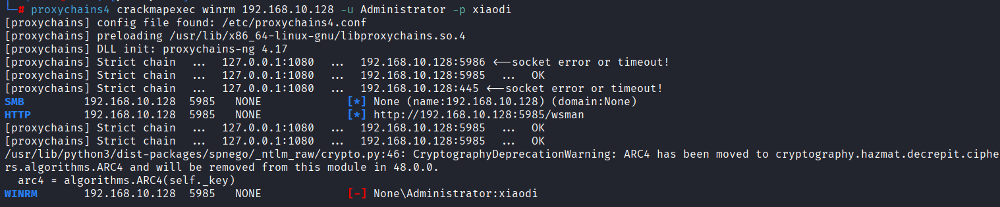 └─# proxychains4 crackmapexec winrm 192.168.10.128 -u Administrator -p xiaodi
[proxychains] config file found: /etc/proxychains4.conf
[proxychains] preloading /usr/lib/x86_64-linux-gnu/libproxychains.so.4
[proxychains] DLL init: proxychains-ng 4.17
[proxychains] Strict chain  ...  127.0.0.1:1080  ...  192.168.10.128:5986 <--socket error or timeout!
[proxychains] Strict chain  ...  127.0.0.1:1080  ...  192.168.10.128:5985  ...  OK
[proxychains] Strict chain  ...  127.0.0.1:1080  ...  192.168.10.128:445 <--socket error or timeout!
SMB         192.168.10.128  5985   NONE             [*] None (name:192.168.10.128) (domain:None)
HTTP        192.168.10.128  5985   NONE             [*] http://192.168.10.128:5985/wsman
[proxychains] Strict chain  ...  127.0.0.1:1080  ...  192.168.10.128:5985  ...  OK
[proxychains] Strict chain  ...  127.0.0.1:1080  ...  192.168.10.128:5985  ...  OK
/usr/lib/python3/dist-packages/spnego/_ntlm_raw/crypto.py:46: CryptographyDeprecationWarning: ARC4 has been moved to cryptography.hazmat.decrepit.ciphe
rs.algorithms.ARC4 and will be removed from this module in 48.0.0.
  arc4 = algorithms.ARC4(self._key)
WINRM       192.168.10.128  5985   NONE             [-] None\Administrator:xiaodi